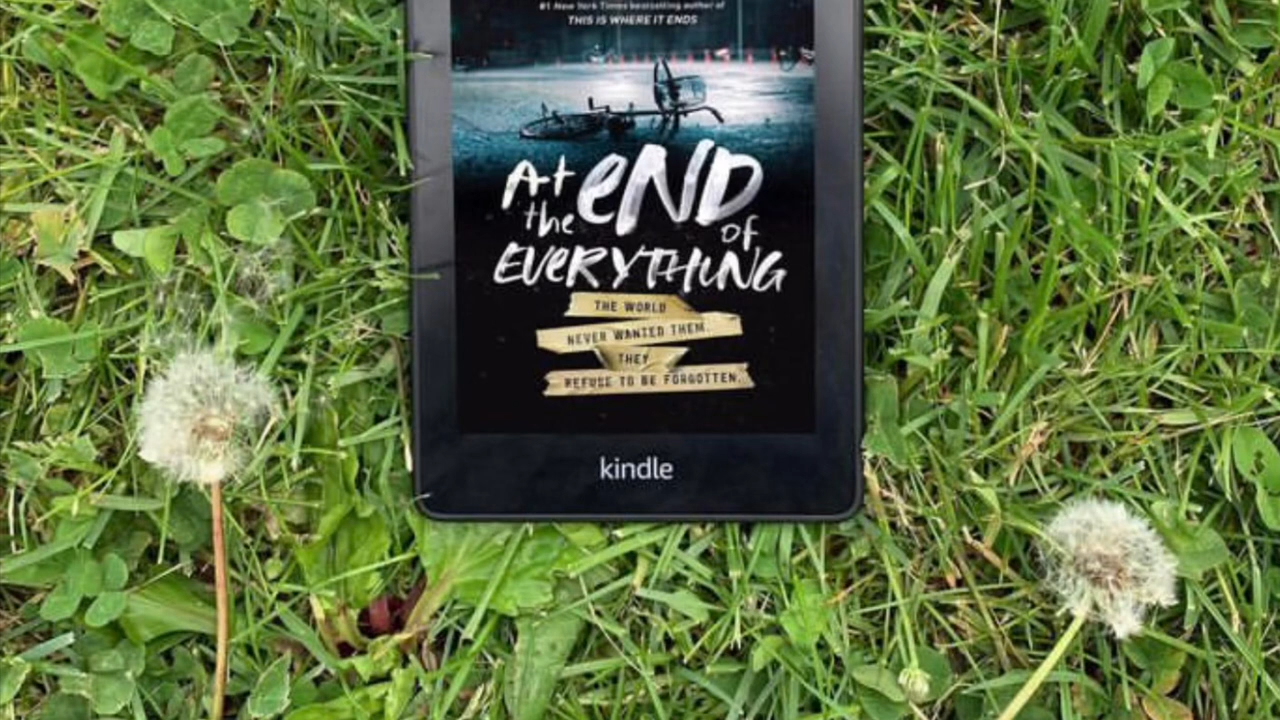 #1 New York Times bestselling author of
THIS IS WHERE IT ENDS
At the END of
EVERYTHING
THE WORLD
NEVER WANTED THEM.
THEY
REFUSE TO BE FORGOTTEN.
kindle